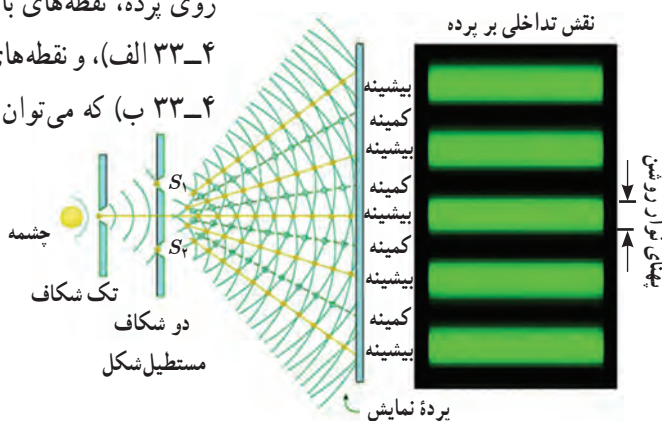 روی پرده، نقطه‌های با
۴ــ۳۳ الف)، و نقطه‌های
۴ــ۳۳ ب) که می‌توان
نقش تداخلی بر پرده
بیشینه
کمینه
بیشینه
کمینه
بیشینه
کمینه
بیشینه
کمینه
بیشینه
پهنای نوار روشن
S₁
S₂
چشمه
تک شکاف
دو شکاف
مستطیل‌شکل
پردهٔ نمایش